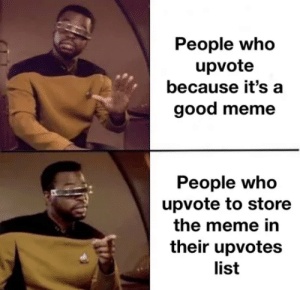 People who
upvote
because it's a
good meme
People who
upvote to store
the meme in
their upvotes
list